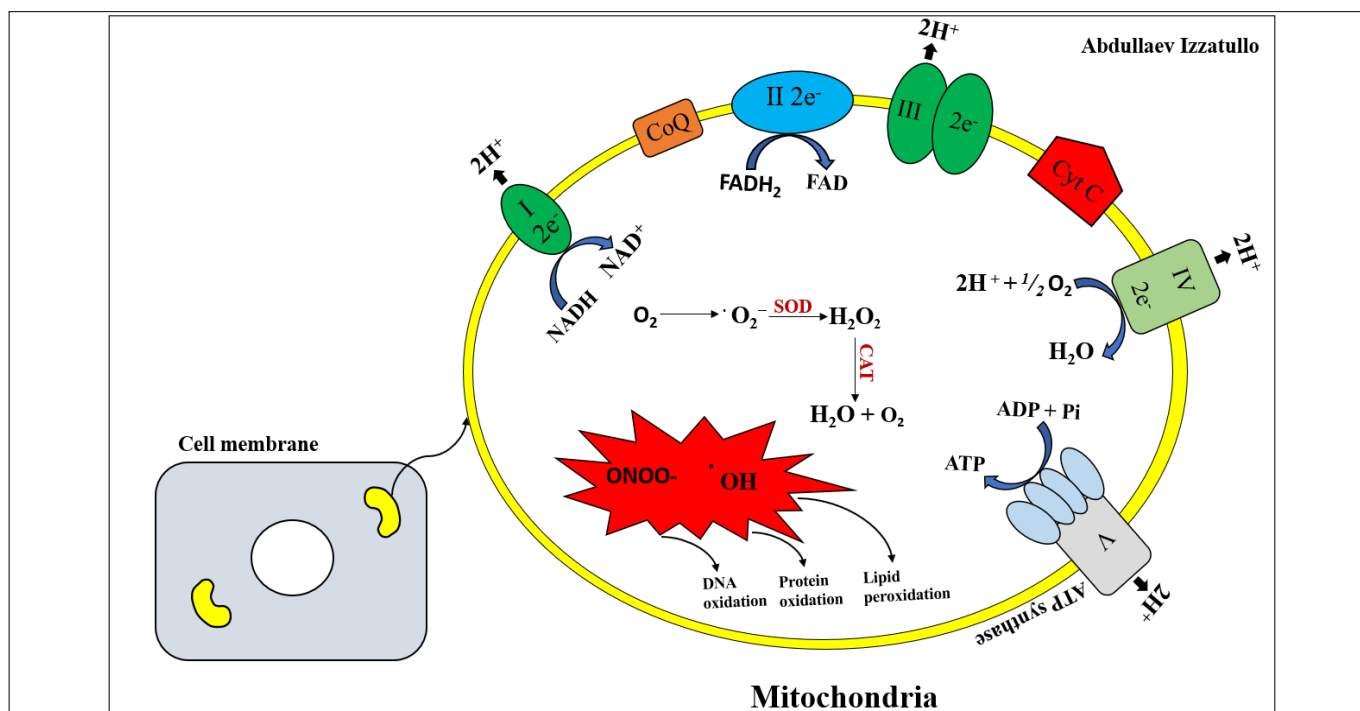 Abdullaev Izzatullo
2H⁺
II 2e⁻
III
2e⁻
CoQ
2H⁺
FADH₂
FAD
Cyt C
I
2e⁻
NAD⁺
NADH
2H⁺
IV
2e⁻
2H⁺ + ½ O₂
H₂O
O₂
· O₂⁻
SOD
H₂O₂
CAT
H₂O + O₂
ADP + Pi
ATP
Cell membrane
ONOO-
· OH
V
2H⁺
ATP synthase
DNA
oxidation
Protein
oxidation
Lipid
peroxidation
Mitochondria